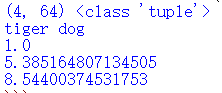 (4, 64) <class 'tuple'>
tiger dog
1.0
5.385164807134505
8.54400374531753
```